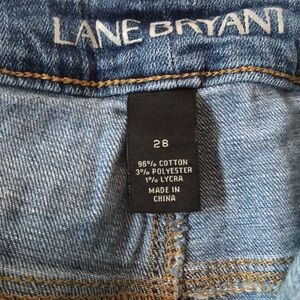 LANE BRYANT
28
96% COTTON
3% POLYESTER
1% LYCRA
MADE IN
CHINA